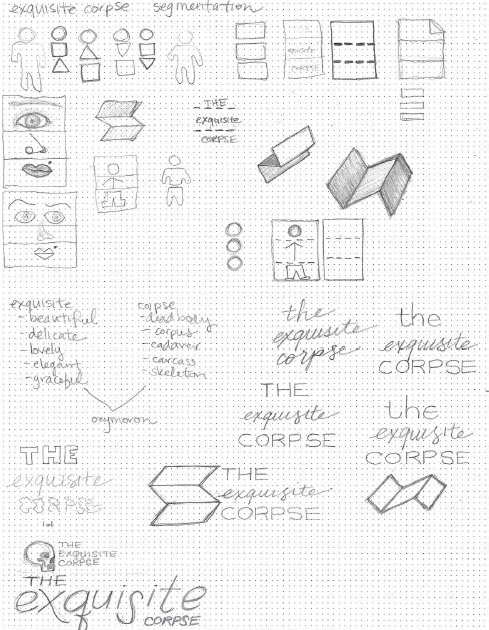 exquisite corpse segmentation
exquisite
CORPSE
THE
exquisite
CORPSE
exquisite
- beautiful
- delicate
- lovely
- elegant
- graceful
corpse
- dead body
- corpus
- cadaver
- carcass
- skeleton
oxymoron
the
exquisite
corpse
the
exquisite
CORPSE
THE
exquisite
CORPSE
the
exquisite
CORPSE
THE
exquisite
CORPSE
lol
THE
exquisite
CORPSE
THE
EXQUISITE
CORPSE
THE
exquisite
CORPSE